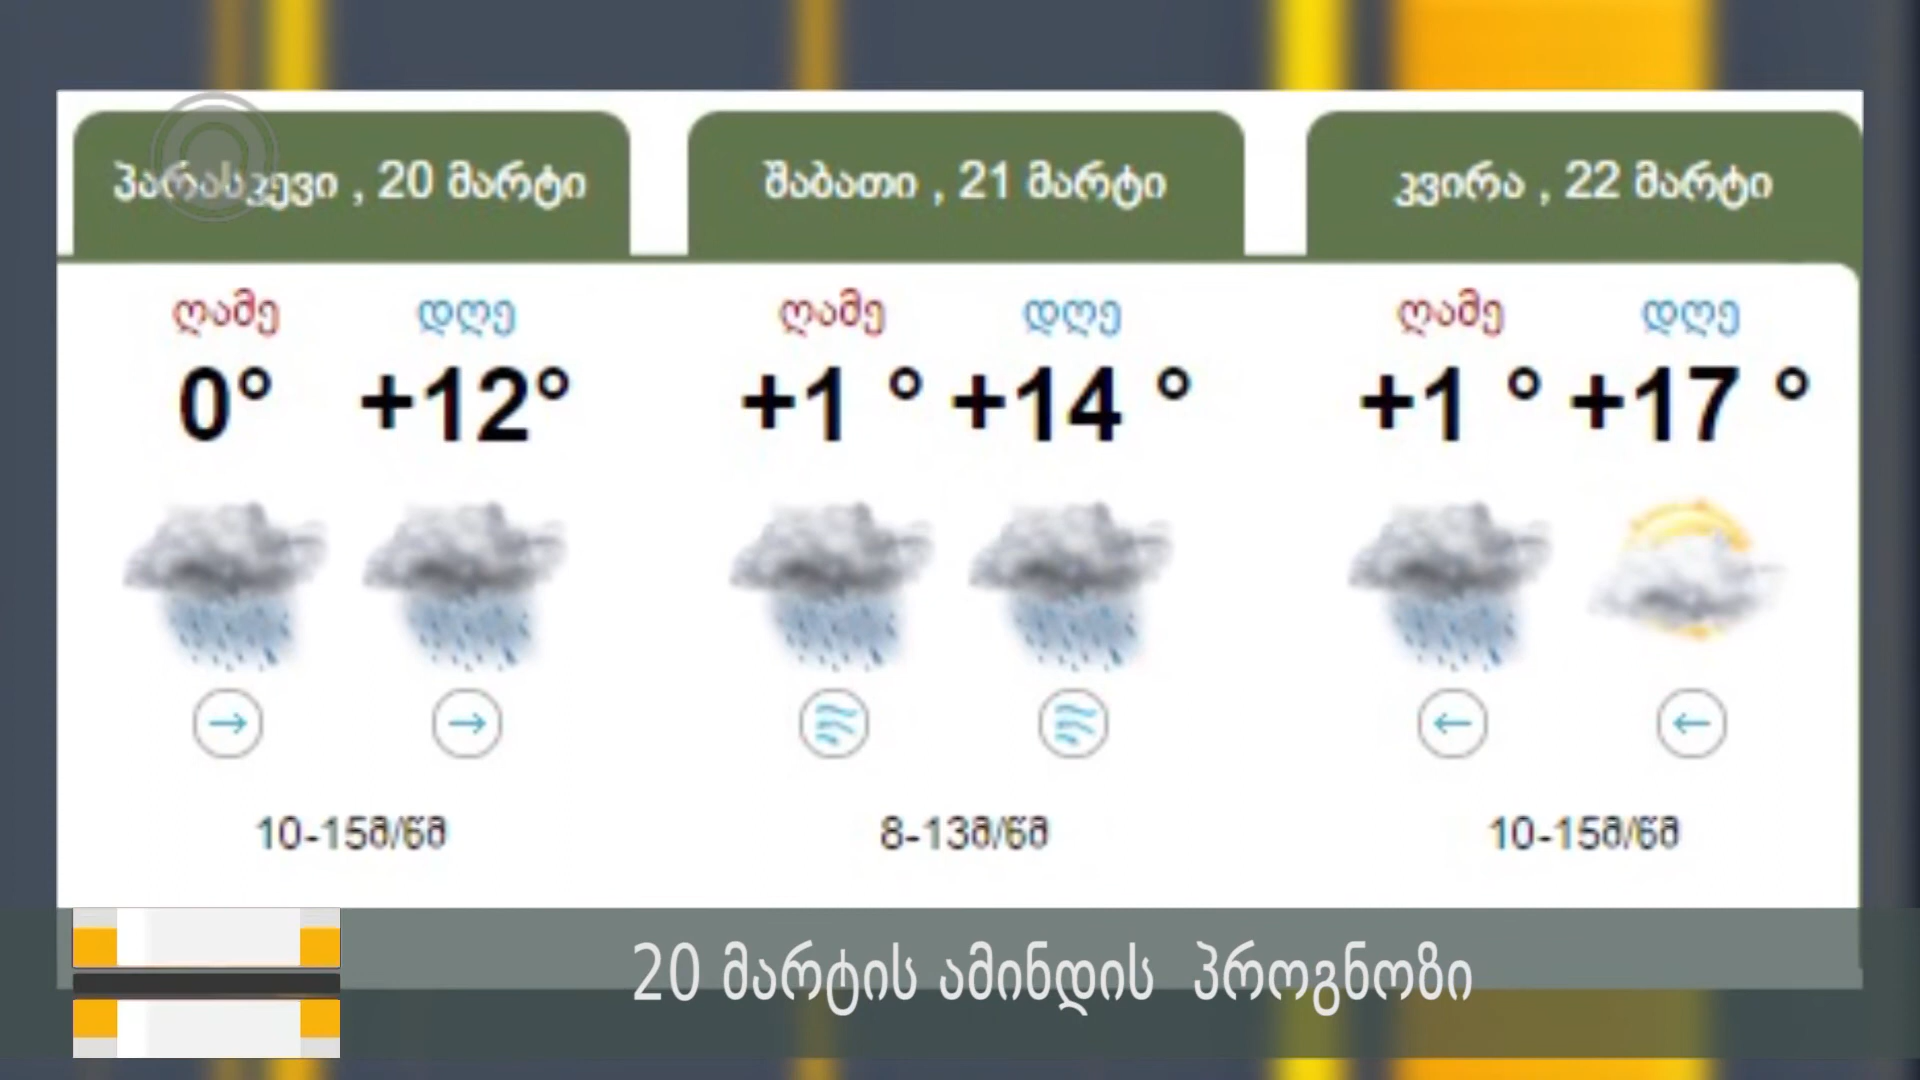 პარასკევი , 20 მარტი
შაბათი , 21 მარტი
კვირა , 22 მარტი
ღამე დღე
0° +12°
ღამე დღე
+1 ° +14 °
ღამე დღე
+1 ° +17 °
10-15მ/წმ
8-13მ/წმ
10-15მ/წმ
20 მარტის ამინდის პროგნოზი